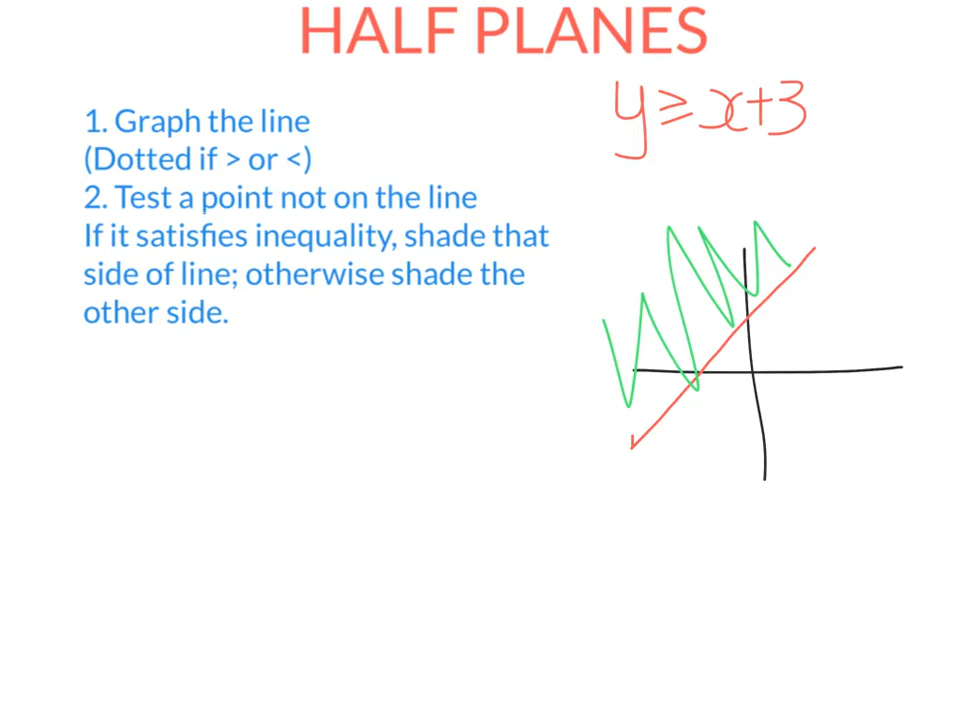 HALF PLANES
y ≥ x+3
1. Graph the line
(Dotted if > or <)
2. Test a point not on the line
If it satisfies inequality, shade that
side of line; otherwise shade the
other side.